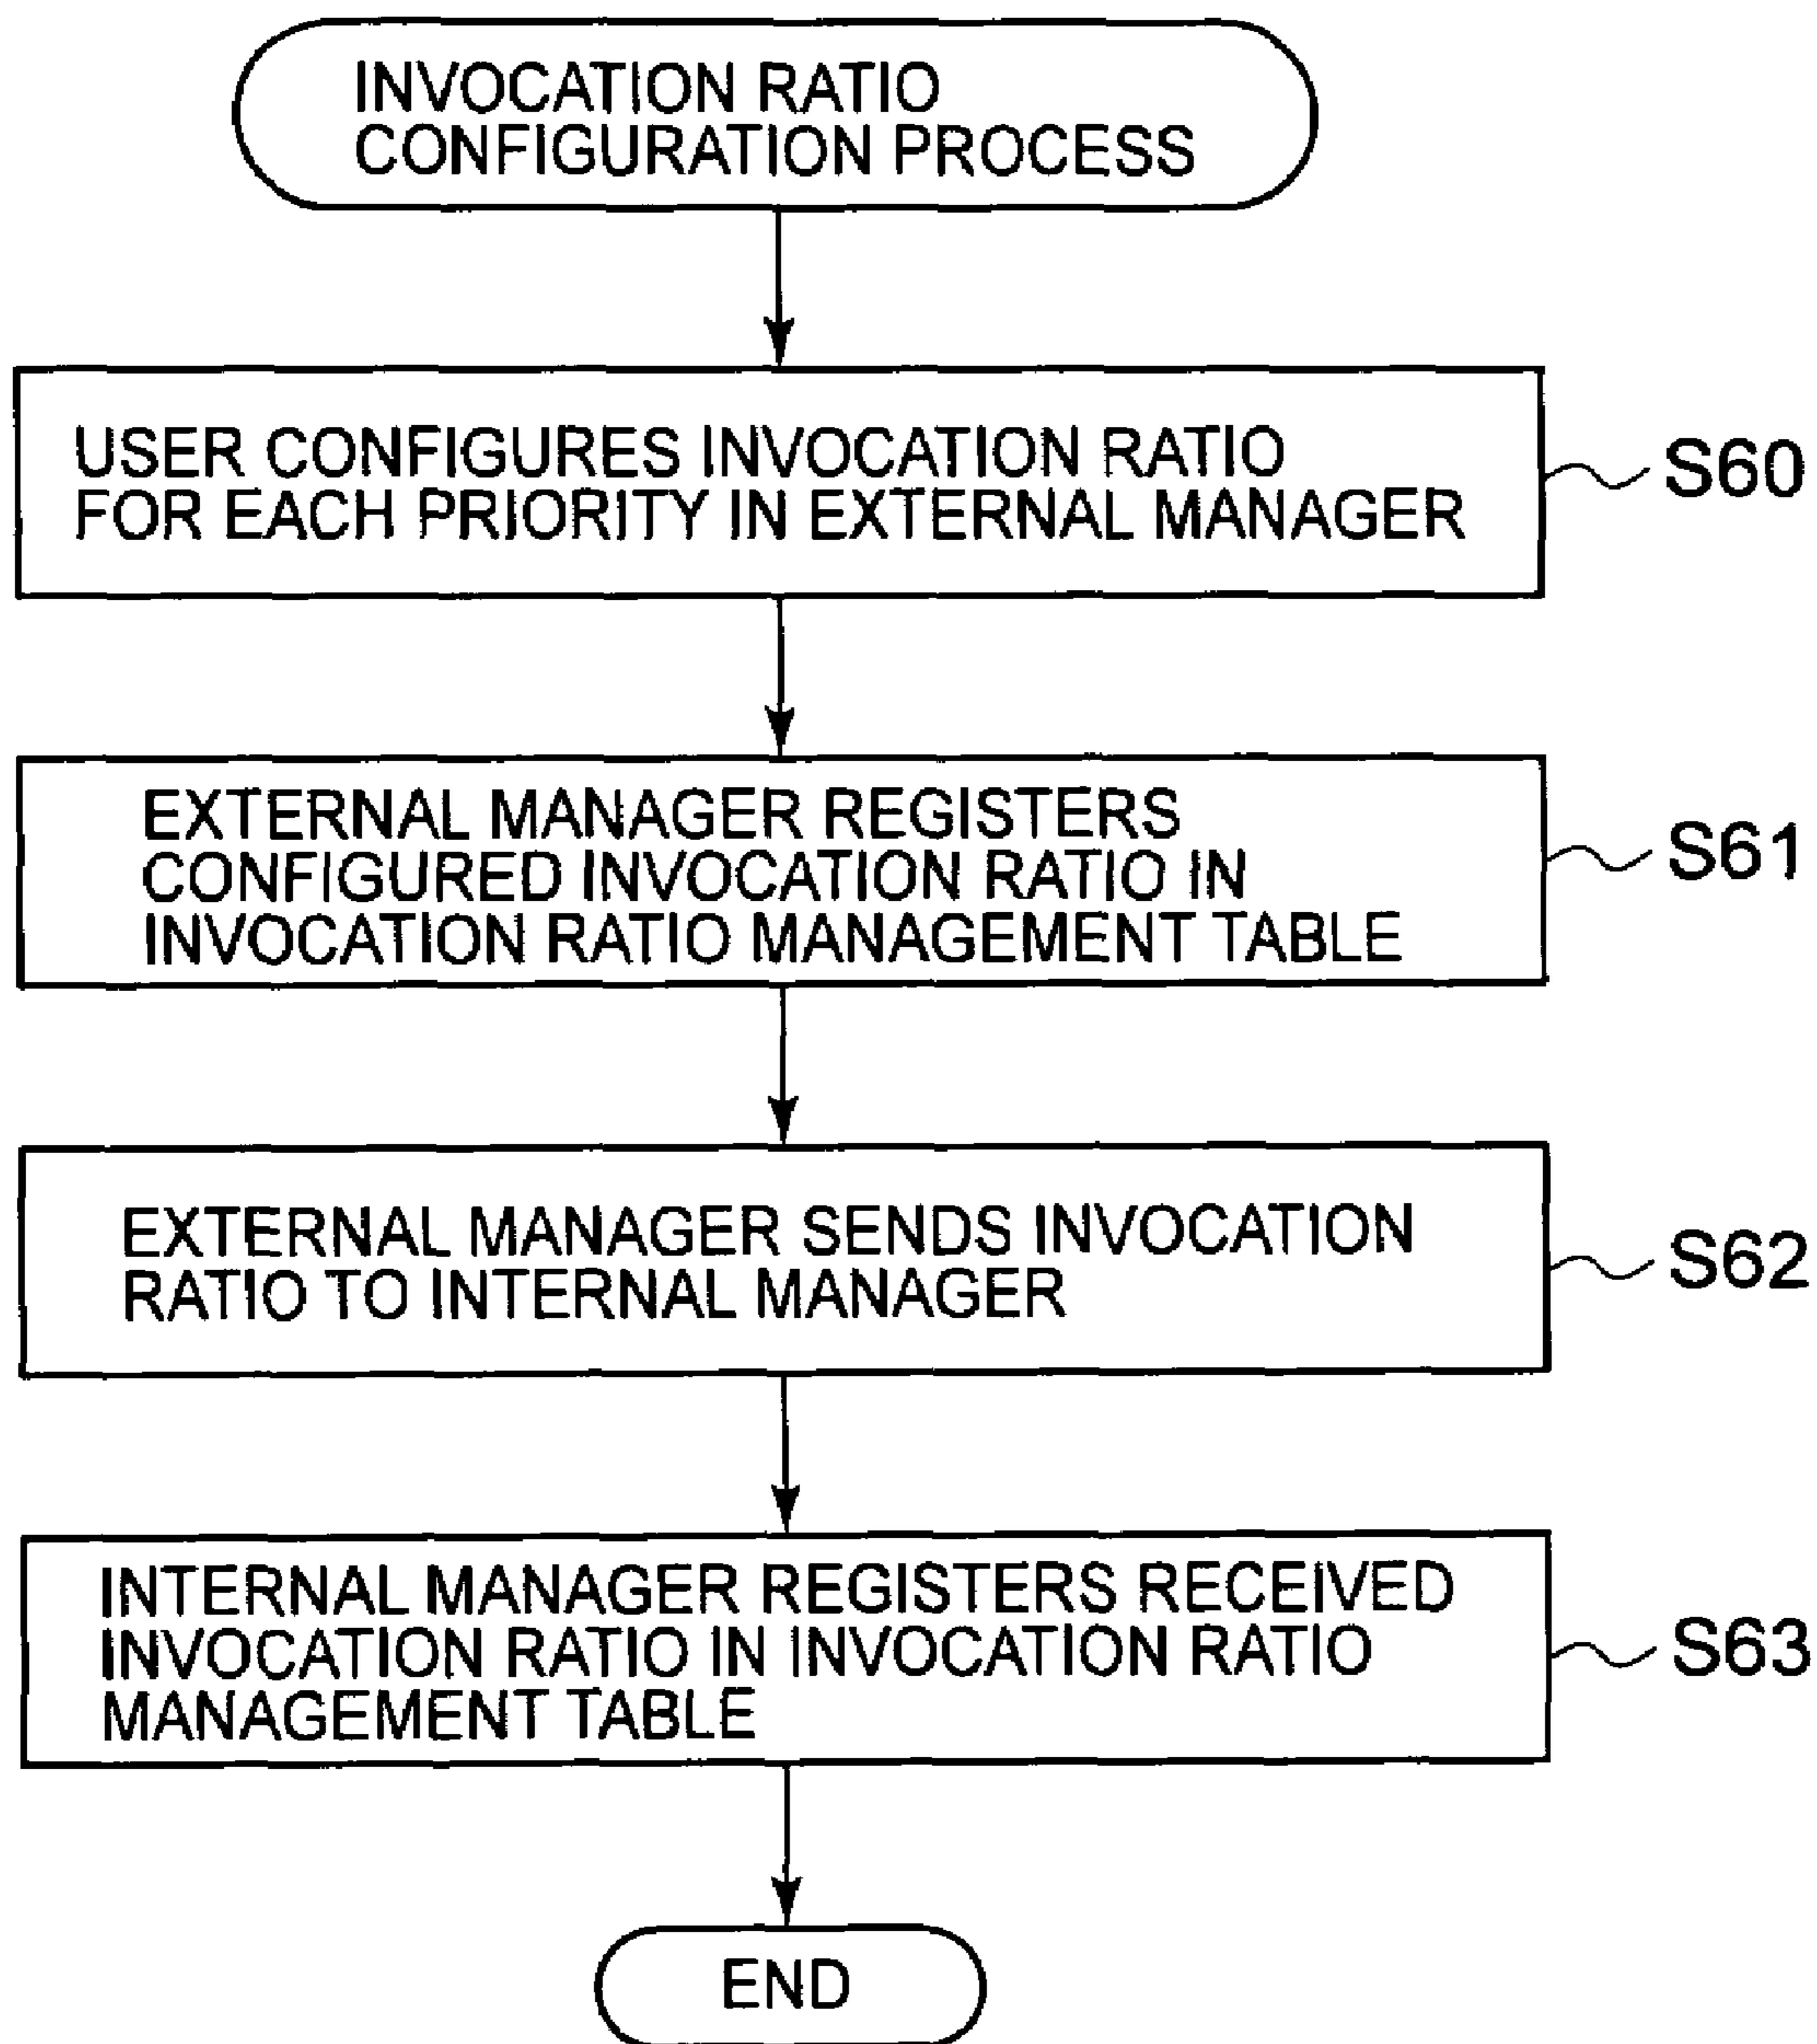 INVOCATION RATIO
CONFIGURATION PROCESS
USER CONFIGURES INVOCATION RATIO
FOR EACH PRIORITY IN EXTERNAL MANAGER
S60
EXTERNAL MANAGER REGISTERS
CONFIGURED INVOCATION RATIO IN
INVOCATION RATIO MANAGEMENT TABLE
S61
EXTERNAL MANAGER SENDS INVOCATION
RATIO TO INTERNAL MANAGER
S62
INTERNAL MANAGER REGISTERS RECEIVED
INVOCATION RATIO IN INVOCATION RATIO
MANAGEMENT TABLE
S63
END